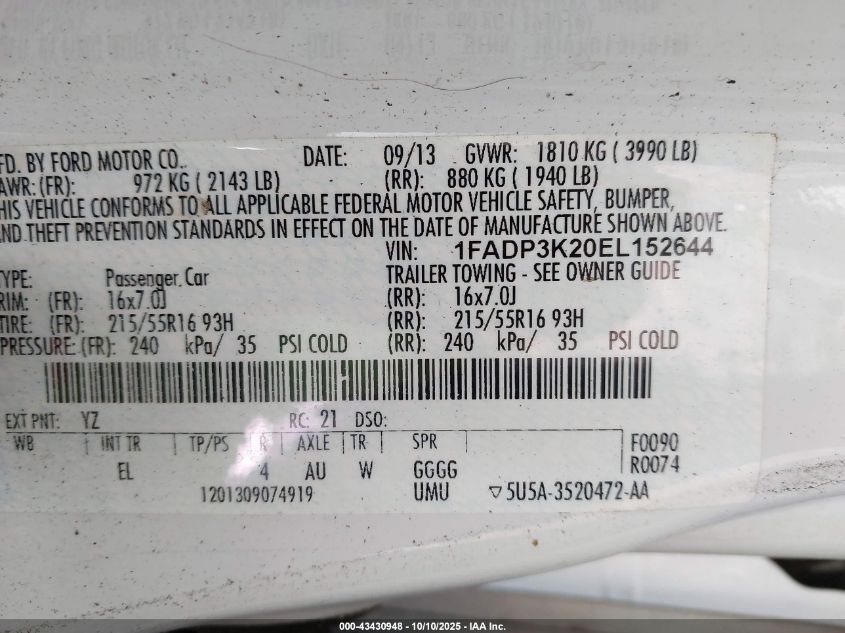 FD. BY FORD MOTOR CO.. DATE: 09/13 GVWR: 1810 KG ( 3990 LB)
AWR: (FR): 972 KG ( 2143 LB) (RR): 880 KG ( 1940 LB)
HIS VEHICLE CONFORMS TO ALL APPLICABLE FEDERAL MOTOR VEHICLE SAFETY, BUMPER,
AND THEFT PREVENTION STANDARDS IN EFFECT ON THE DATE OF MANUFACTURE SHOWN ABOVE.
VIN: 1FADP3K20EL152644
TYPE: Passenger Car TRAILER TOWING - SEE OWNER GUIDE
RIM: (FR): 16x7.0J (RR): 16x7.0J
TIRE: (FR): 215/55R16 93H (RR): 215/55R16 93H
PRESSURE: (FR): 240 kPa/ 35 PSI COLD (RR): 240 kPa/ 35 PSI COLD
EXT PNT: YZ RC: 21 DSO:
WB INT TR TP/PS R AXLE TR SPR F0090
EL 4 AU W GGGG R0074
1201309074919 UMU ▽5U5A-3520472-AA
000-43430948 - 10/10/2025 - IAA Inc.